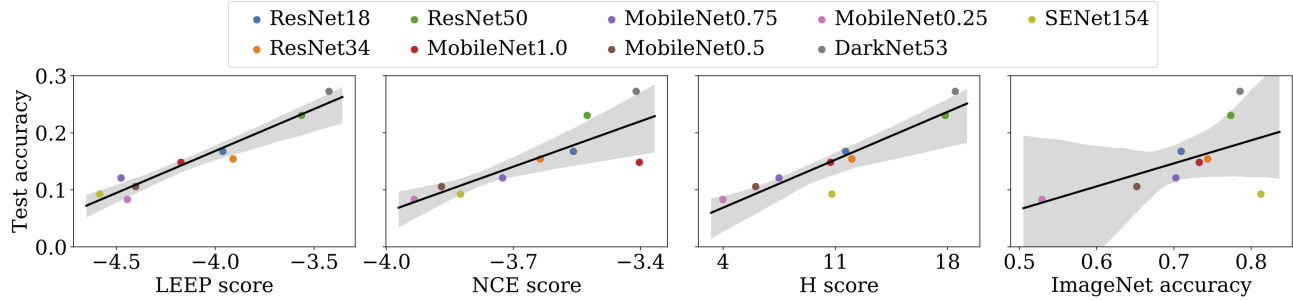 ResNet18 ResNet50 MobileNet0.75 MobileNet0.25 SENet154
ResNet34 MobileNet1.0 MobileNet0.5 DarkNet53
Test accuracy
0.3
0.2
0.1
0.0
−4.5 −4.0 −3.5
LEEP score
−4.0 −3.7 −3.4
NCE score
4 11 18
H score
0.5 0.6 0.7 0.8
ImageNet accuracy